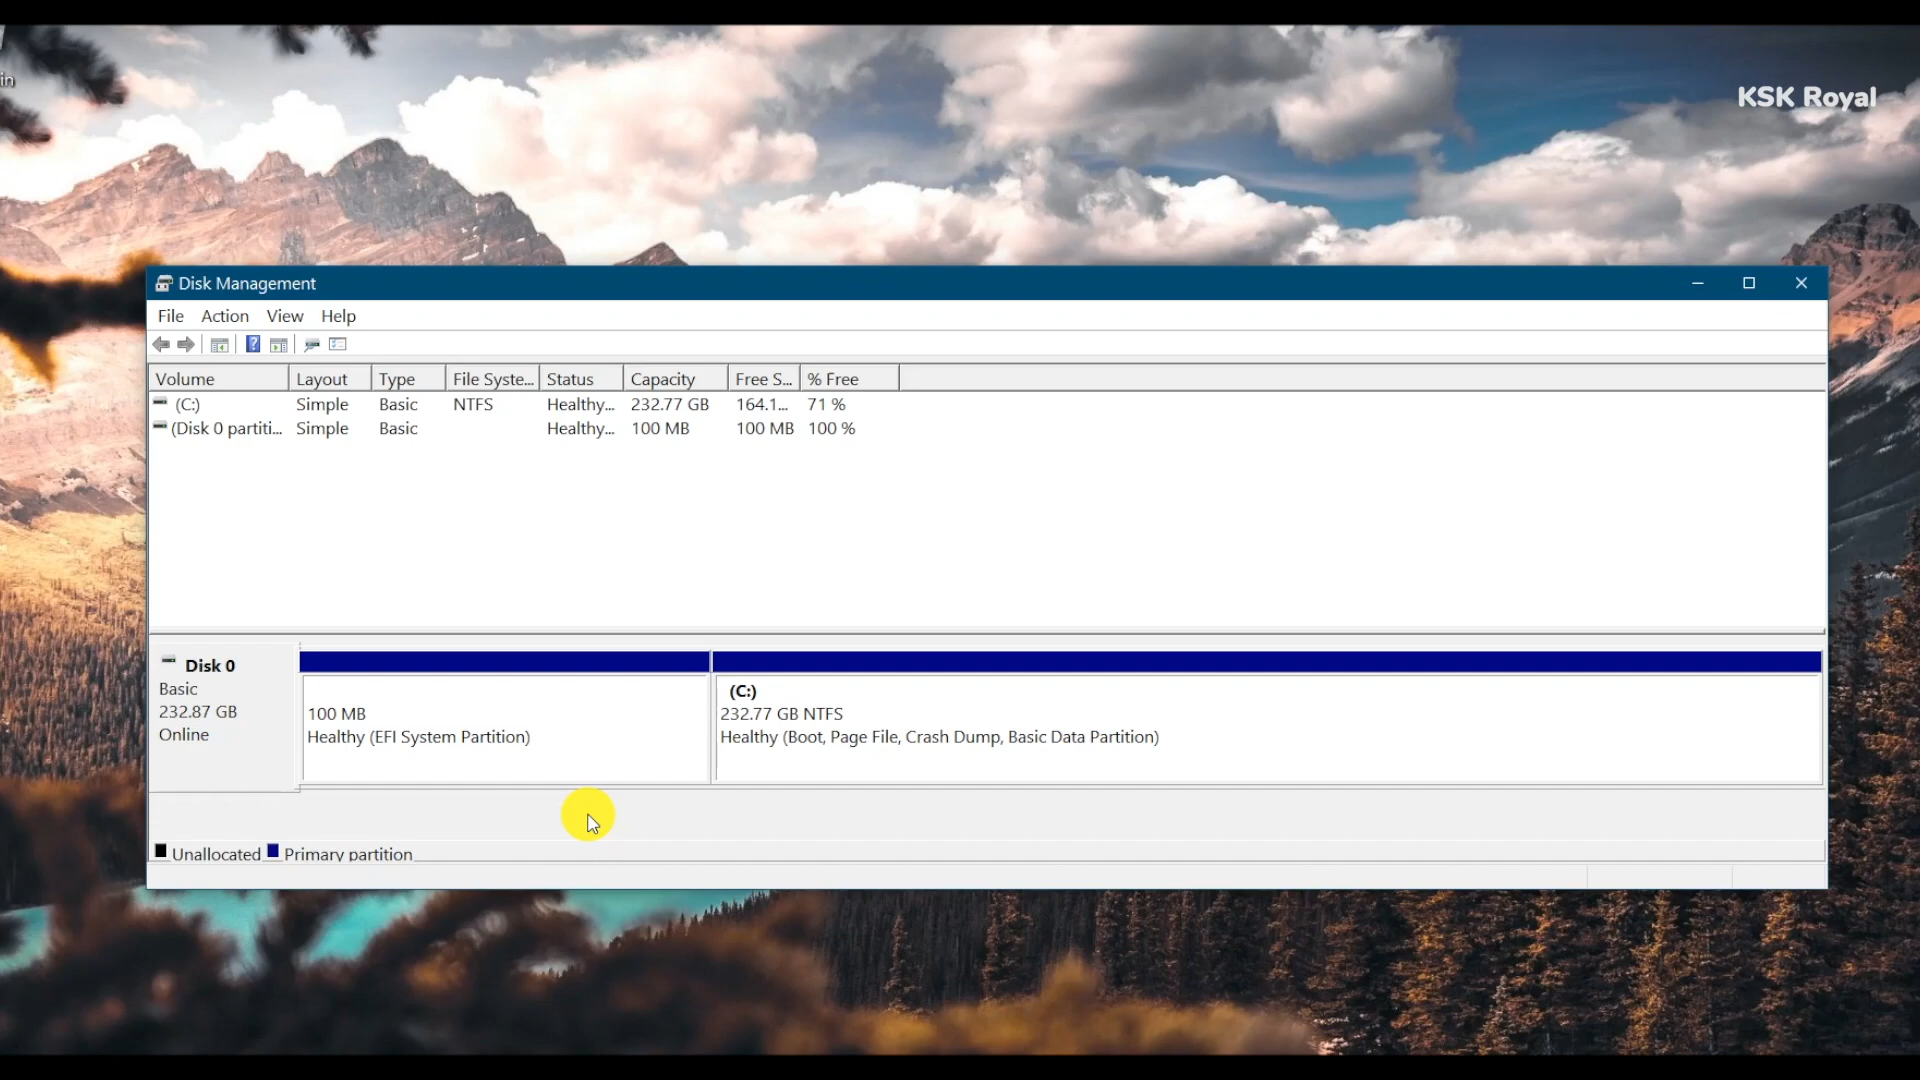 in
KSK Royal
Disk Management
File Action View Help
Volume Layout Type File Syste... Status Capacity Free S... % Free
(C:) Simple Basic NTFS Healthy... 232.77 GB 164.1... 71 %
(Disk 0 partiti... Simple Basic Healthy... 100 MB 100 MB 100 %
Disk 0
Basic
232.87 GB
Online
100 MB
Healthy (EFI System Partition)
(C:)
232.77 GB NTFS
Healthy (Boot, Page File, Crash Dump, Basic Data Partition)
Unallocated Primary partition